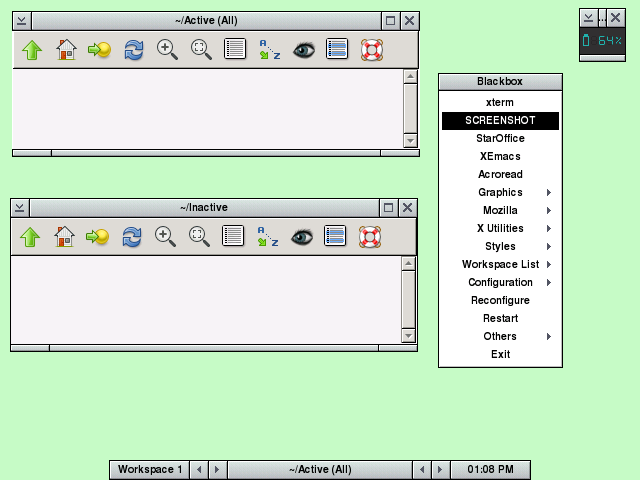 ~/Active (All)
...
64%
Blackbox
xterm
SCREENSHOT
StarOffice
XEmacs
Acroread
Graphics
Mozilla
X Utilities
Styles
Workspace List
Configuration
Reconfigure
Restart
Others
Exit
A
Z
~/Inactive
A
Z
Workspace 1
~/Active (All)
01:08 PM